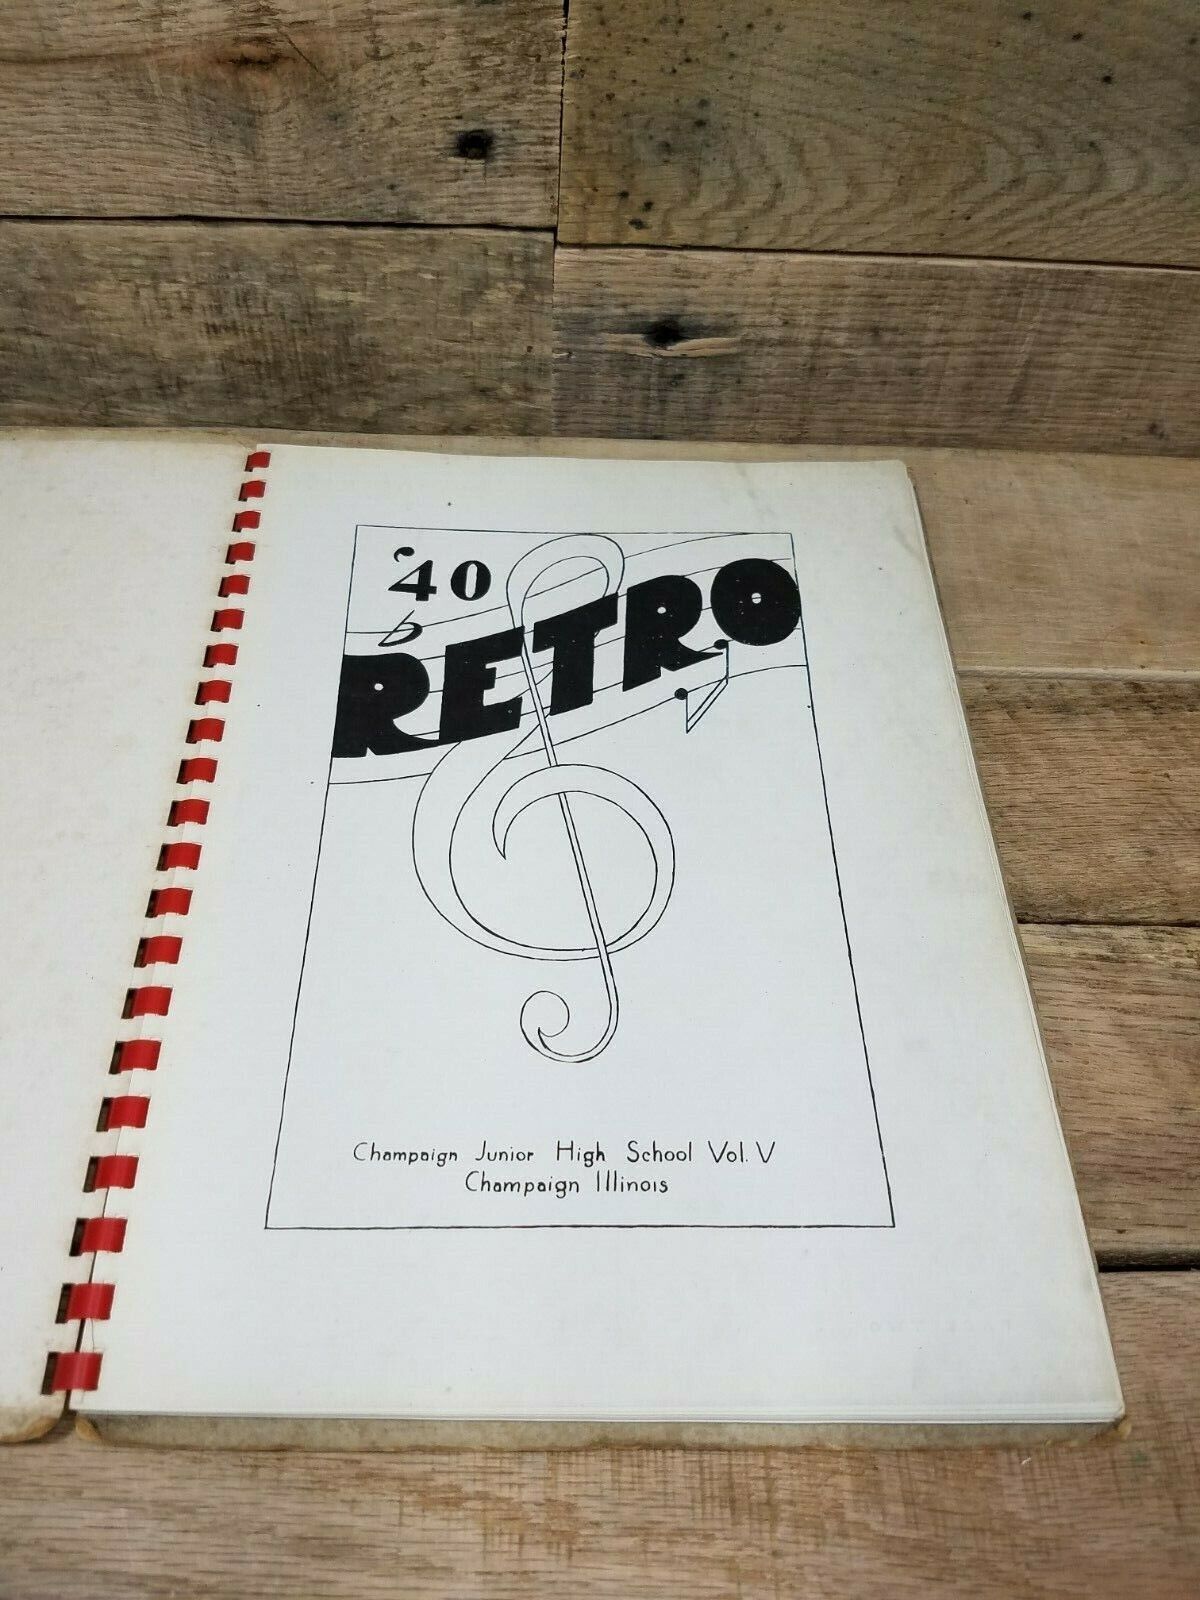 '40
RETRO
Champaign Junior High School Vol. V
Champaign Illinois